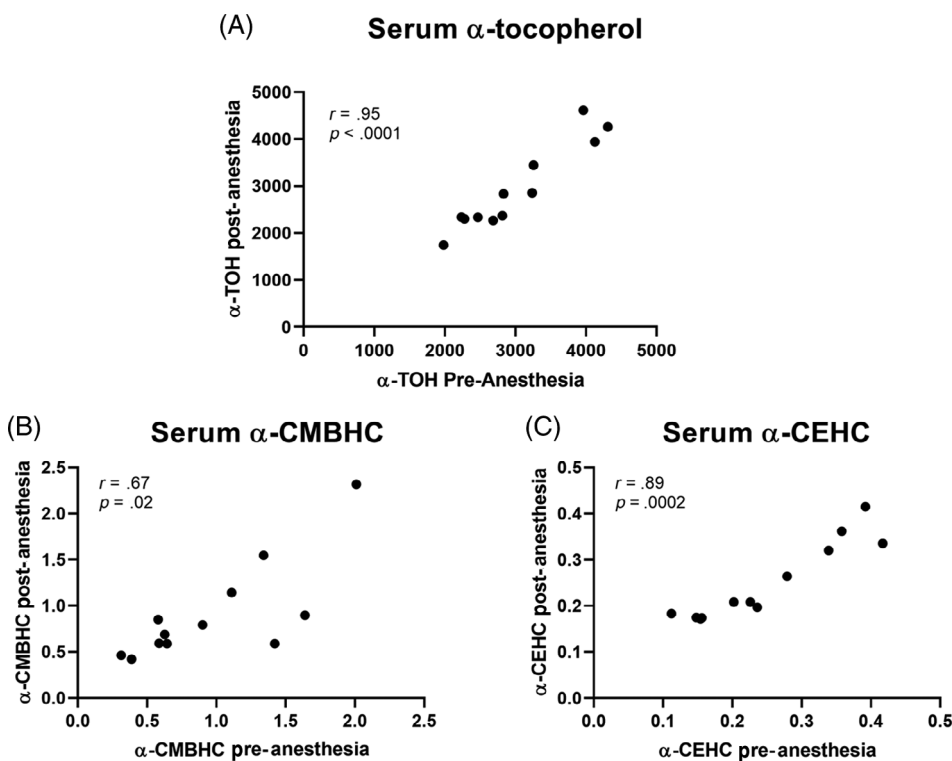 (A)
Serum α-tocopherol
r = .95
p < .0001
α-TOH post-anesthesia
5000
4000
3000
2000
1000
0
0 1000 2000 3000 4000 5000
α-TOH Pre-Anesthesia
(B)
Serum α-CMBHC
r = .67
p = .02
α-CMBHC post-anesthesia
2.5
2.0
1.5
1.0
0.5
0.0
0.0 0.5 1.0 1.5 2.0 2.5
α-CMBHC pre-anesthesia
(C)
Serum α-CEHC
r = .89
p = .0002
α-CEHC post-anesthesia
0.5
0.4
0.3
0.2
0.1
0.0
0.0 0.1 0.2 0.3 0.4 0.5
α-CEHC pre-anesthesia